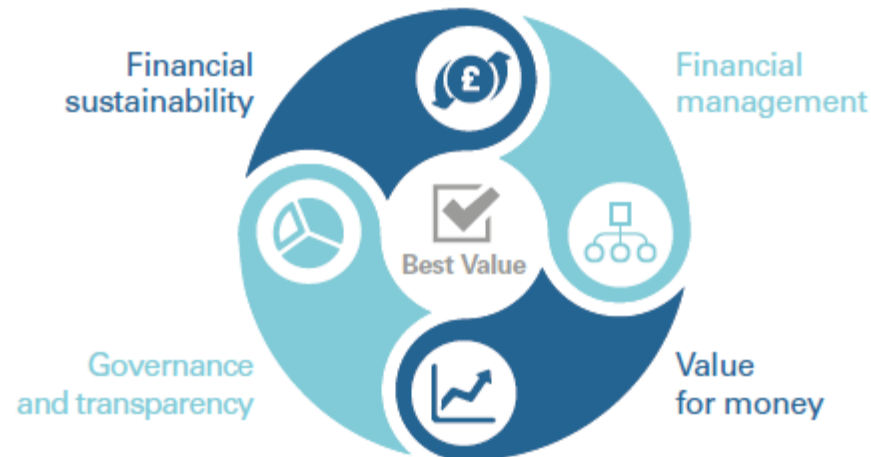 Financial
sustainability
Financial
management
£
Best Value
Governance
and transparency
Value
for money